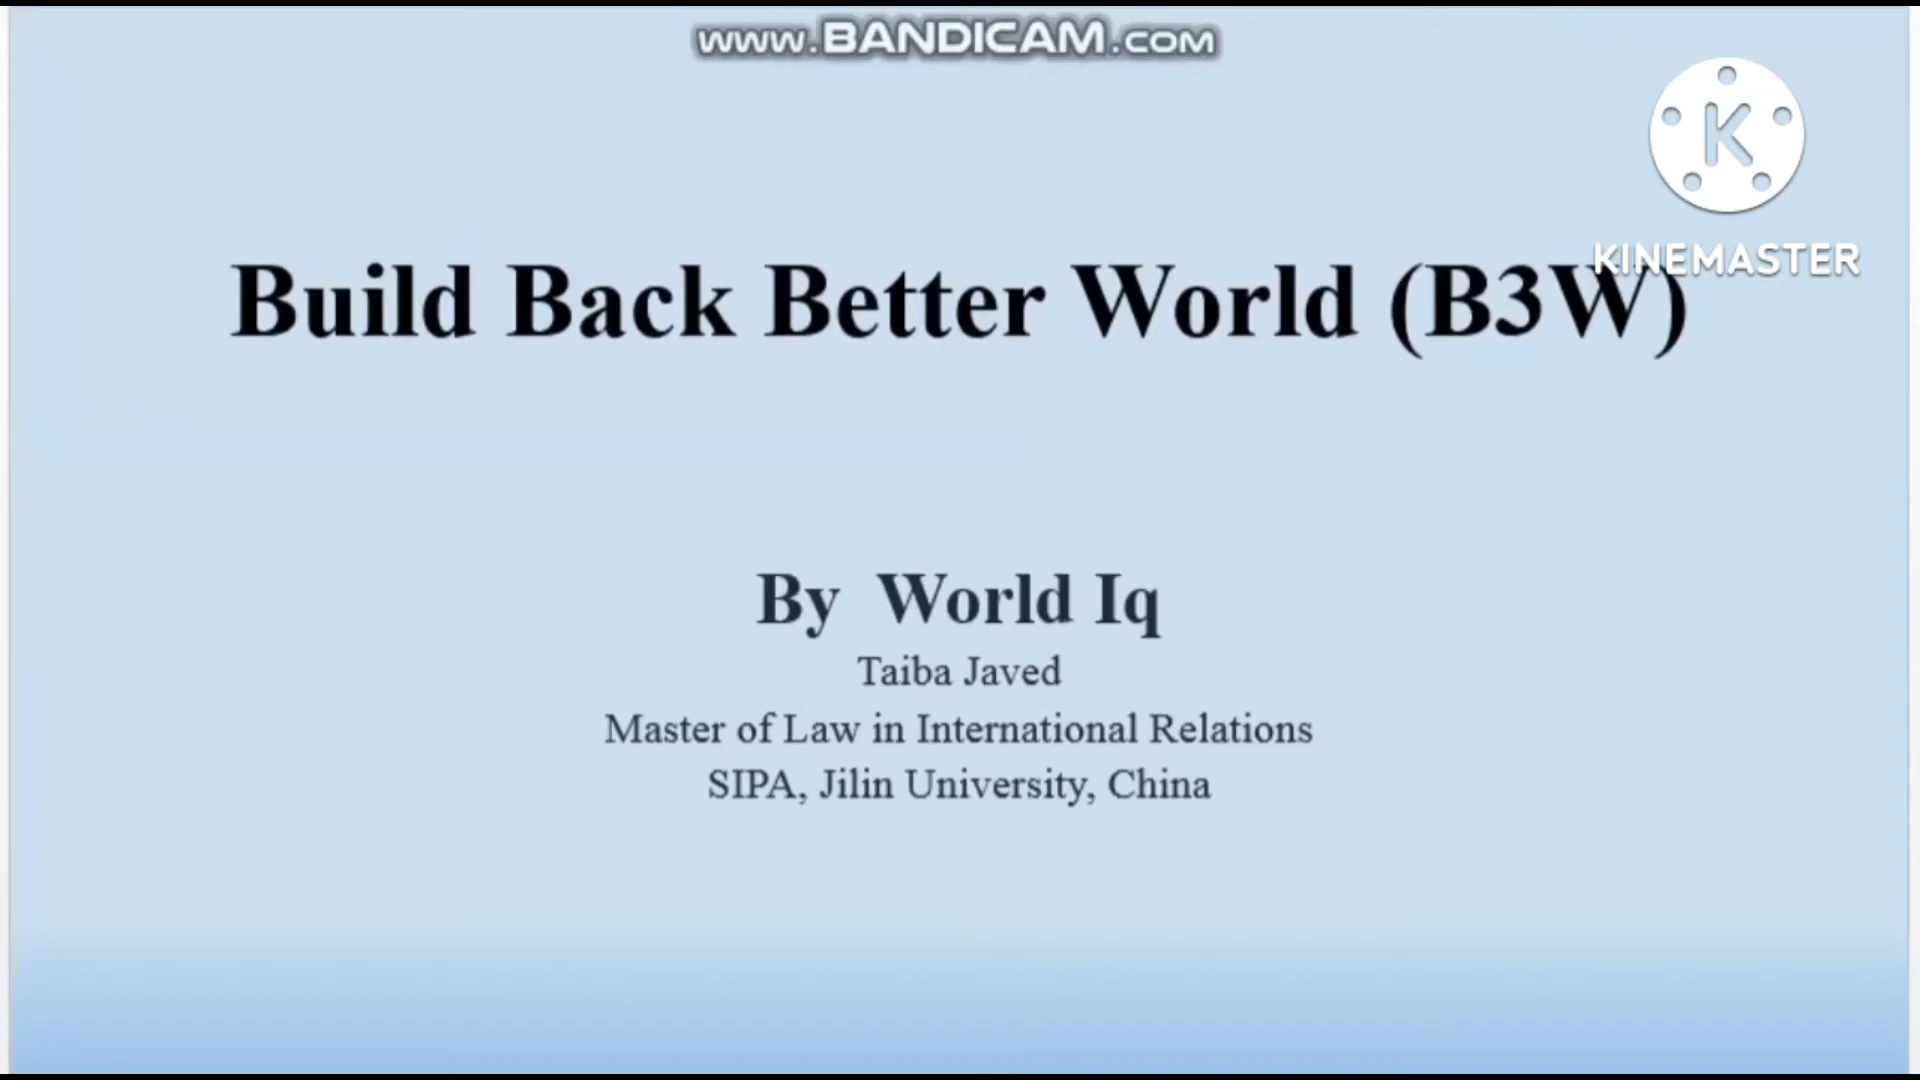 www.BANDICAM.com
K
KINEMASTER
Build Back Better World (B3W)
By World Iq
Taiba Javed
Master of Law in International Relations
SIPA, Jilin University, China